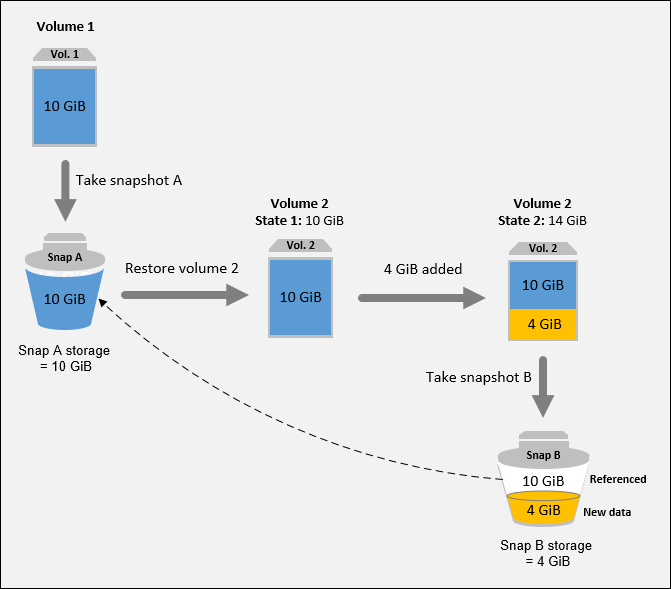 Volume 1
Vol. 1
10 GiB
Take snapshot A
Snap A
10 GiB
Snap A storage
= 10 GiB
Restore volume 2
Volume 2
State 1: 10 GiB
Vol. 2
10 GiB
4 GiB added
Volume 2
State 2: 14 GiB
Vol. 2
10 GiB
4 GiB
Take snapshot B
Snap B
10 GiB
Referenced
4 GiB
New data
Snap B storage
= 4 GiB